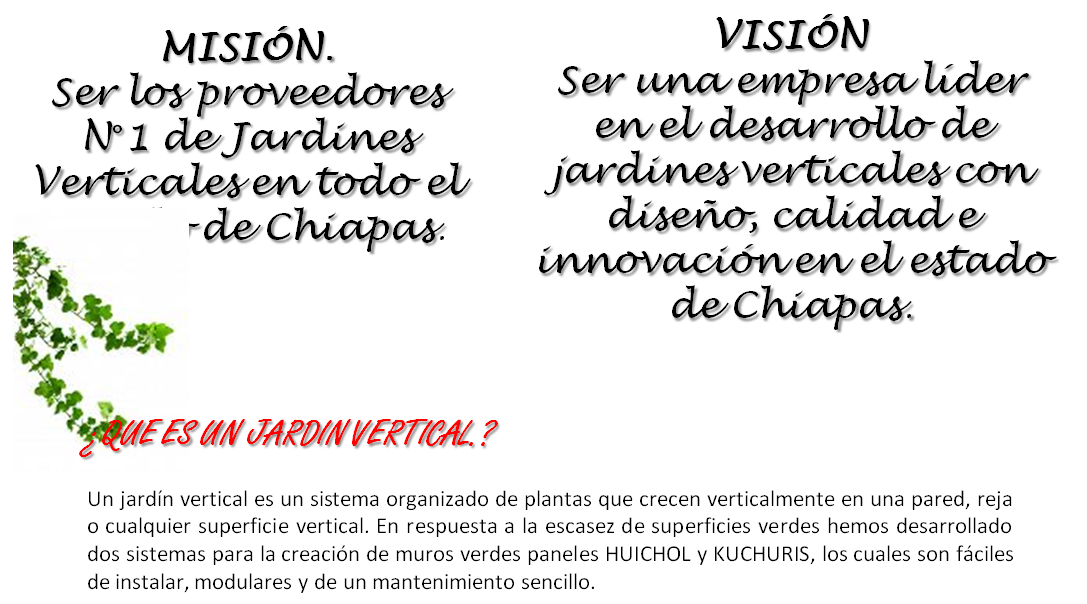 MISIÓN.
Ser los proveedores
N° 1 de Jardines
Verticales en todo el
de Chiapas.
VISIÓN
Ser una empresa líder
en el desarrollo de
jardines verticales con
diseño, calidad e
innovación en el estado
de Chiapas.
¿QUE ES UN JARDIN VERTICAL.?
Un jardín vertical es un sistema organizado de plantas que crecen verticalmente en una pared, reja
o cualquier superficie vertical. En respuesta a la escasez de superficies verdes hemos desarrollado
dos sistemas para la creación de muros verdes paneles HUICHOL y KUCHURIS, los cuales son fáciles
de instalar, modulares y de un mantenimiento sencillo.